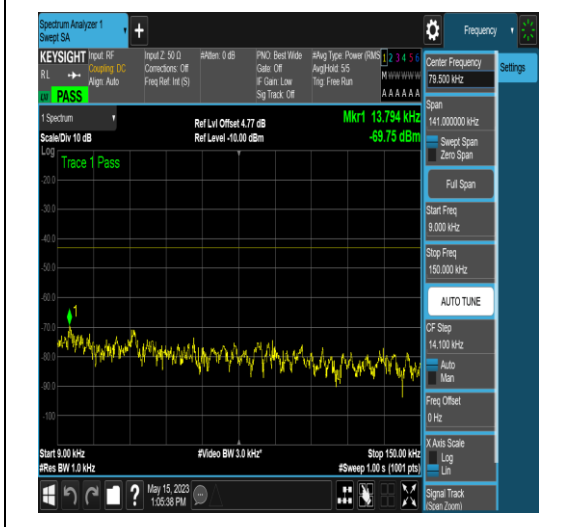 Spectrum Analyzer 1
Swept SA
+
Frequency
KEYSIGHT
Input: RF
Coupling: DC
Align: Auto
Input Z: 50 Ω
Corrections: Off
Freq Ref: Int (S)
#Atten: 0 dB
PNO: Best Wide
Gate: Off
IF Gain: Low
Sig Track: Off
#Avg Type: Power (RMS)
Avg|Hold: 5/5
Trig: Free Run
1 2 3 4 5 6
M W W W W W
A A A A A A
R L
PASS
1 Spectrum
Scale/Div 10 dB
Ref Lvl Offset 4.77 dB
Ref Level -10.00 dBm
Mkr1 13.794 kHz
-69.75 dBm
Log
Trace 1 Pass
-20.0
-30.0
-40.0
-50.0
-60.0
-70.0
-80.0
-90.0
-100
1
Start 9.00 kHz
#Res BW 1.0 kHz
#Video BW 3.0 kHz*
Stop 150.00 kHz
#Sweep 1.00 s (1001 pts)
?
May 15, 2023
1:05:38 PM
Center Frequency
79.500 kHz
Settings
Span
141.000000 kHz
Swept Span
Zero Span
Full Span
Start Freq
9.000 kHz
Stop Freq
150.000 kHz
AUTO TUNE
CF Step
14.100 kHz
Auto
Man
Freq Offset
0 Hz
X Axis Scale
Log
Lin
Signal Track
(Span Zoom)